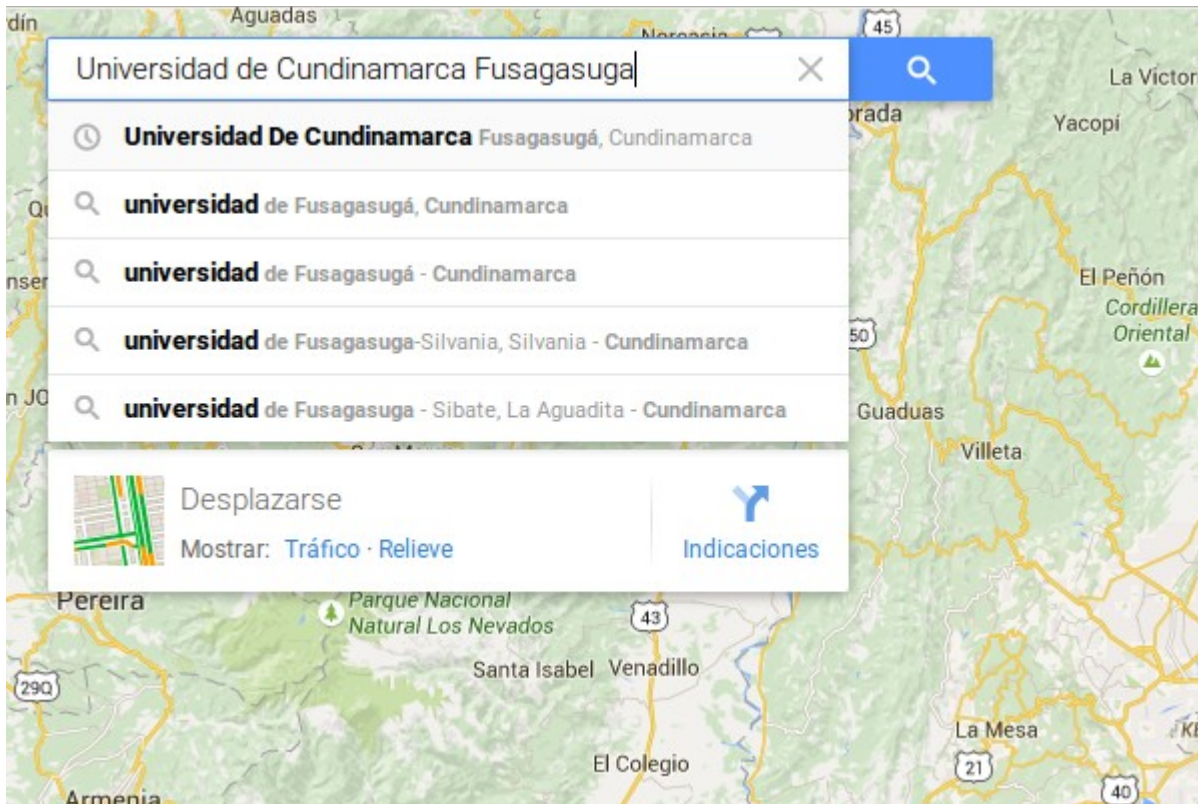 dín
Aguadas
45
Norcasia
Universidad de Cundinamarca Fusagasuga
La Victor
Yacopí
Universidad De Cundinamarca Fusagasugá, Cundinamarca
universidad de Fusagasugá, Cundinamarca
universidad de Fusagasugá - Cundinamarca
El Peñón
Cordillera
Oriental
universidad de Fusagasuga-Silvania, Silvania - Cundinamarca
50
universidad de Fusagasuga - Sibate, La Aguadita - Cundinamarca
Guaduas
Villeta
Desplazarse
Mostrar: Tráfico · Relieve
Indicaciones
Pereira
Parque Nacional
Natural Los Nevados
43
Santa Isabel
Venadillo
29Q
La Mesa
El Colegio
21
40
Armenia